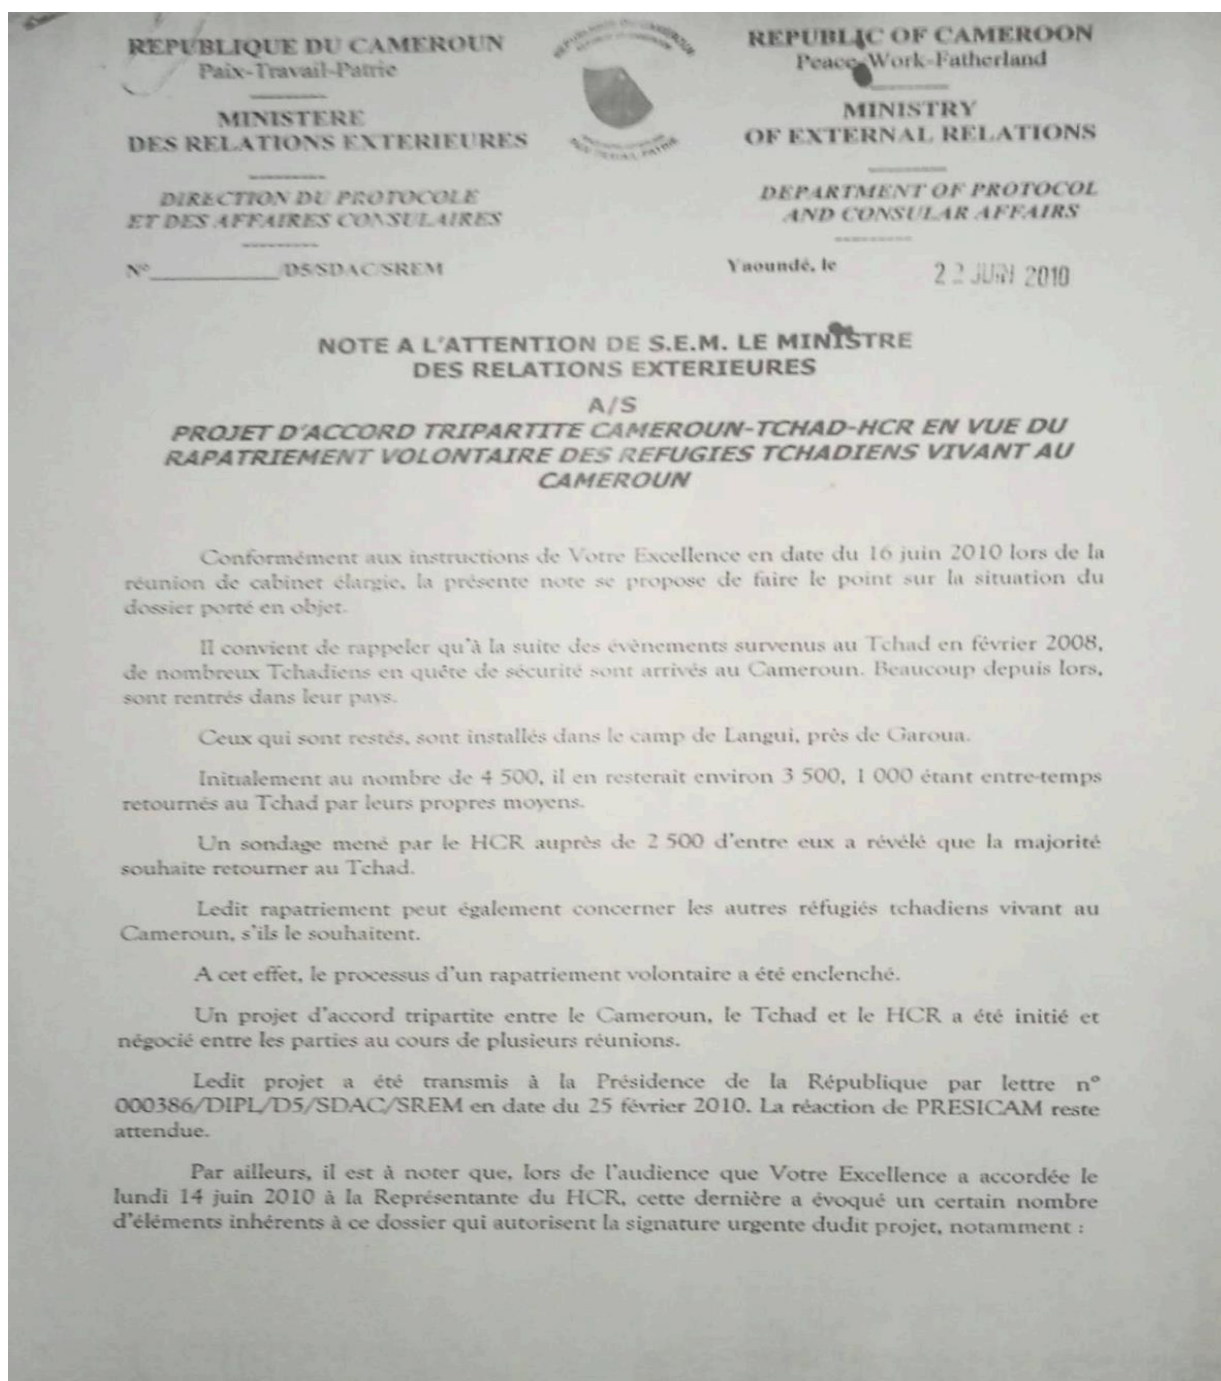 REPUBLIQUE DU CAMEROUN
Paix-Travail-Patrie
MINISTERE
DES RELATIONS EXTERIEURES
DIRECTION DU PROTOCOLE
ET DES AFFAIRES CONSULAIRES
N°__________/D5/SDAC/SREM
REPUBLIC OF CAMEROON
Peace-Work-Fatherland
MINISTRY
OF EXTERNAL RELATIONS
DEPARTMENT OF PROTOCOL
AND CONSULAR AFFAIRS
Yaoundé, le 22 JUIN 2010
NOTE A L'ATTENTION DE S.E.M. LE MINISTRE
DES RELATIONS EXTERIEURES
A/S
PROJET D'ACCORD TRIPARTITE CAMEROUN-TCHAD-HCR EN VUE DU
RAPATRIEMENT VOLONTAIRE DES REFUGIES TCHADIENS VIVANT AU
CAMEROUN
Conformément aux instructions de Votre Excellence en date du 16 juin 2010 lors de la
réunion de cabinet élargie, la présente note se propose de faire le point sur la situation du
dossier porté en objet.
Il convient de rappeler qu'à la suite des évènements survenus au Tchad en février 2008,
de nombreux Tchadiens en quête de sécurité sont arrivés au Cameroun. Beaucoup depuis lors,
sont rentrés dans leur pays.
Ceux qui sont restés, sont installés dans le camp de Langui, près de Garoua.
Initialement au nombre de 4 500, il en resterait environ 3 500, 1 000 étant entre-temps
retournés au Tchad par leurs propres moyens.
Un sondage mené par le HCR auprès de 2 500 d'entre eux a révélé que la majorité
souhaite retourner au Tchad.
Ledit rapatriement peut également concerner les autres réfugiés tchadiens vivant au
Cameroun, s'ils le souhaitent.
A cet effet, le processus d'un rapatriement volontaire a été enclenché.
Un projet d'accord tripartite entre le Cameroun, le Tchad et le HCR a été initié et
négocié entre les parties au cours de plusieurs réunions.
Ledit projet a été transmis à la Présidence de la République par lettre n°
000386/DIPL/D5/SDAC/SREM en date du 25 février 2010. La réaction de PRESICAM reste
attendue.
Par ailleurs, il est à noter que, lors de l'audience que Votre Excellence a accordée le
lundi 14 juin 2010 à la Représentante du HCR, cette dernière a évoqué un certain nombre
d'éléments inhérents à ce dossier qui autorisent la signature urgente dudit projet, notamment :